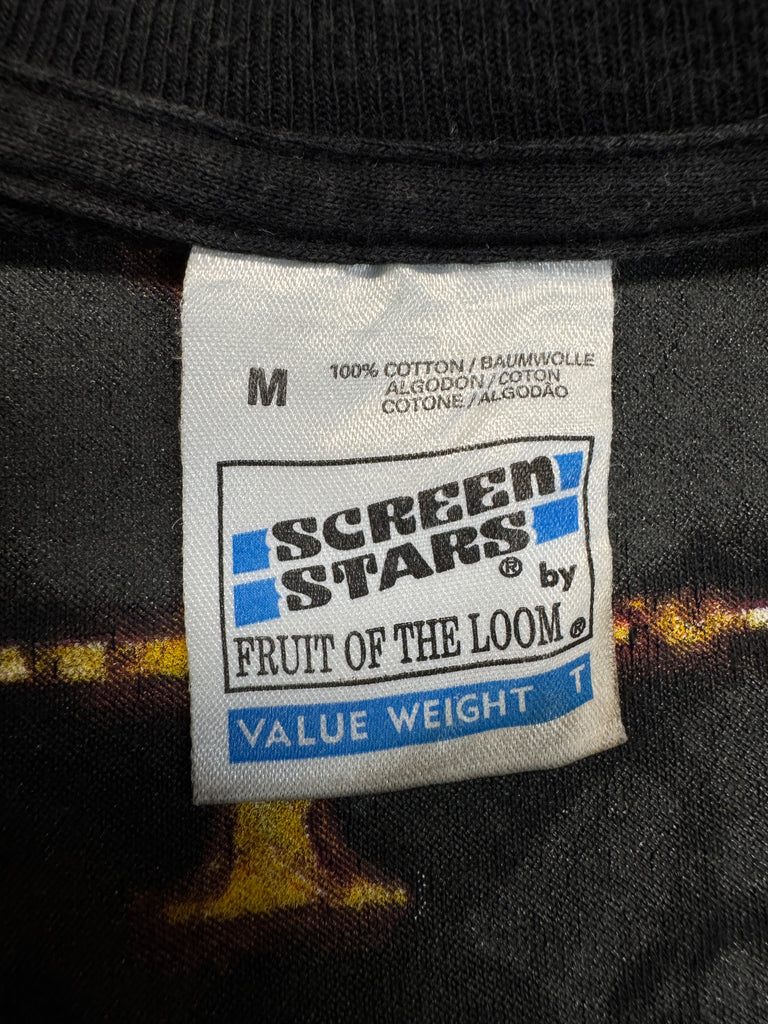 M
100% COTTON / BAUMWOLLE
ALGODON / COTON
COTONE / ALGODÃO
SCREEN
STARS® by
FRUIT OF THE LOOM®
VALUE WEIGHT T